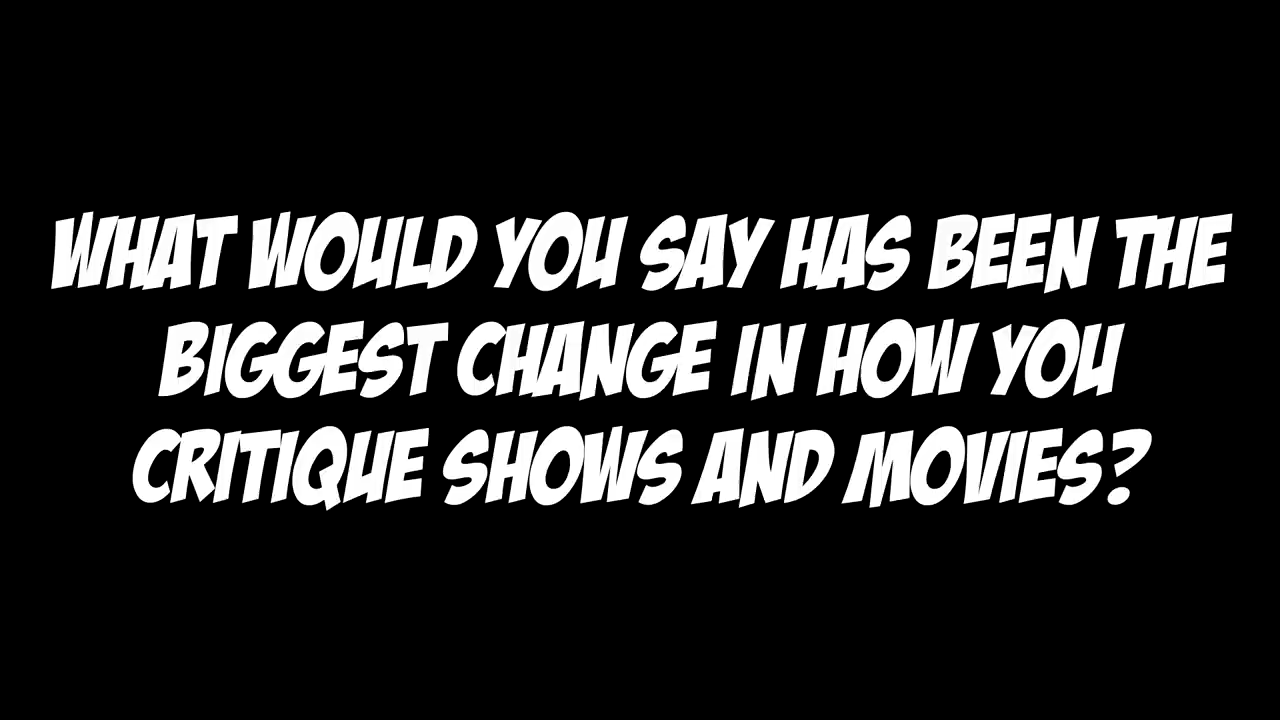 WHAT WOULD YOU SAY HAS BEEN THE
BIGGEST CHANGE IN HOW YOU
CRITIQUE SHOWS AND MOVIES?